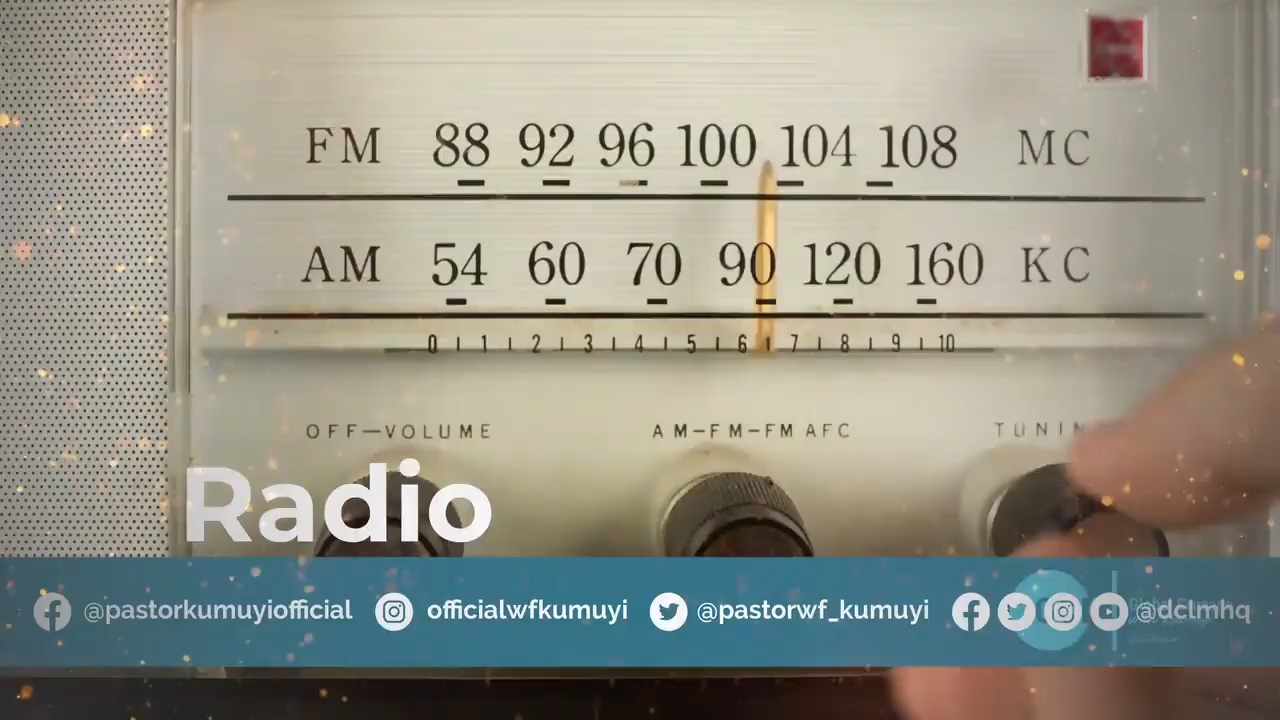 FM 88 92 96 100 104 108 MC
AM 54 60 70 90 120 160 KC
0 1 2 3 4 5 6 7 8 9 10
OFF—VOLUME AM—FM—FM AFC
Radio
@pastorkumuyiofficial officialwfkumuyi @pastorwf_kumuyi @dclmhq